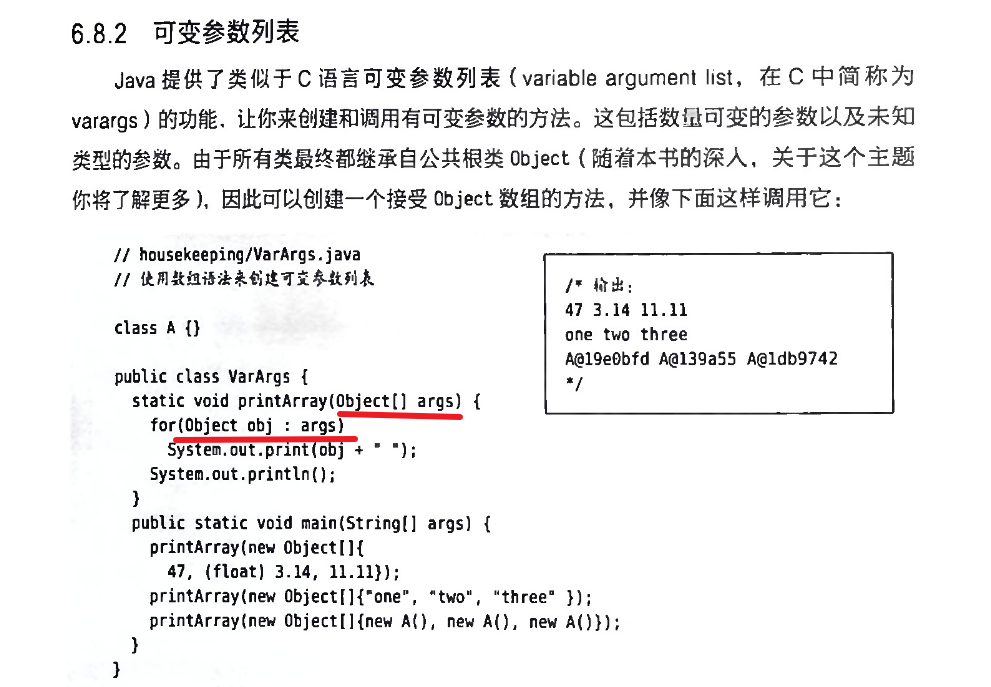 6.8.2 可变参数列表
Java 提供了类似于 C 语言可变参数列表（variable argument list，在 C 中简称为
varargs）的功能，让你来创建和调用有可变参数的方法。这包括数量可变的参数以及未知
类型的参数。由于所有类最终都继承自公共根类 Object（随着本书的深入，关于这个主题
你将了解更多），因此可以创建一个接受 Object 数组的方法，并像下面这样调用它：
// housekeeping/VarArgs.java
// 使用数组语法来创建可变参数列表
class A {}
public class VarArgs {
static void printArray(Object[] args) {
for(Object obj : args)
System.out.print(obj + " ");
System.out.println();
}
public static void main(String[] args) {
printArray(new Object[]{
47, (float) 3.14, 11.11});
printArray(new Object[]{"one", "two", "three" });
printArray(new Object[]{new A(), new A(), new A()});
}
}
/* 输出：
47 3.14 11.11
one two three
A@19e0bfd A@139a55 A@1db9742
*/